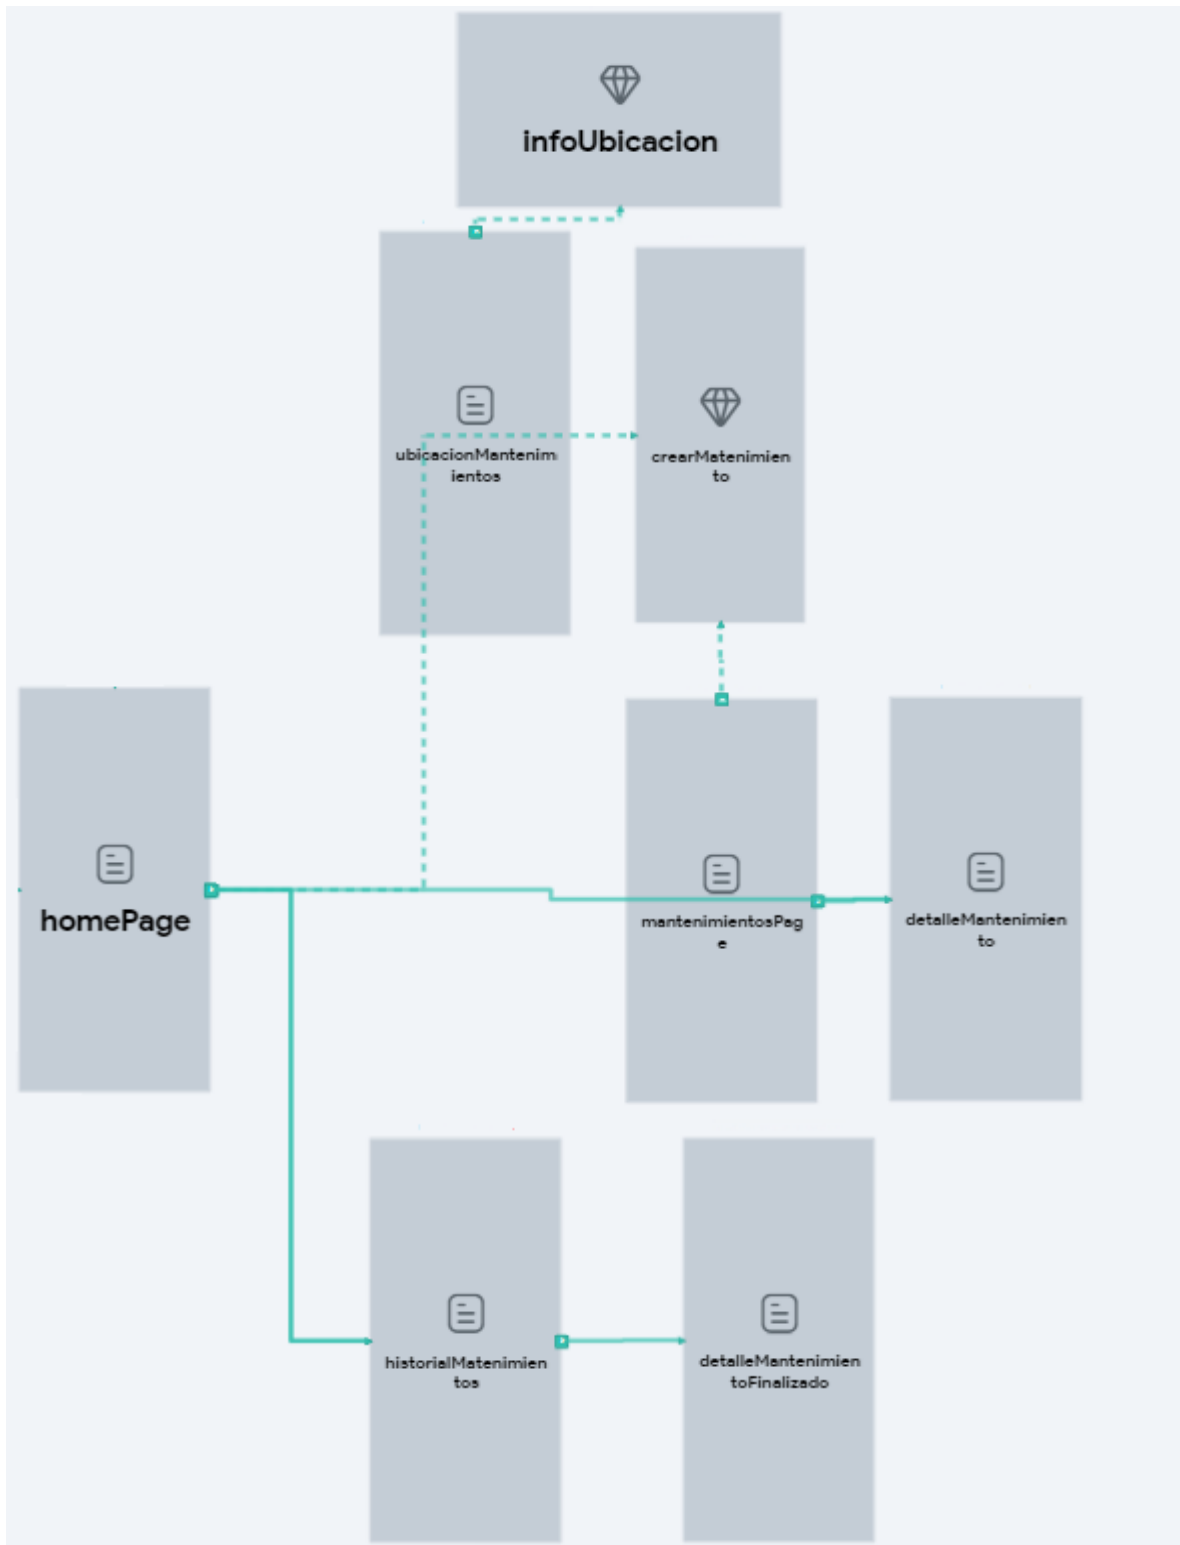 infoUbicacion
ubicacionMantenim
ientos
crearMatenimien
to
homePage
mantenimientosPag
e
detalleMantenimien
to
historialMatenimien
tos
detalleMantenimien
toFinalizado